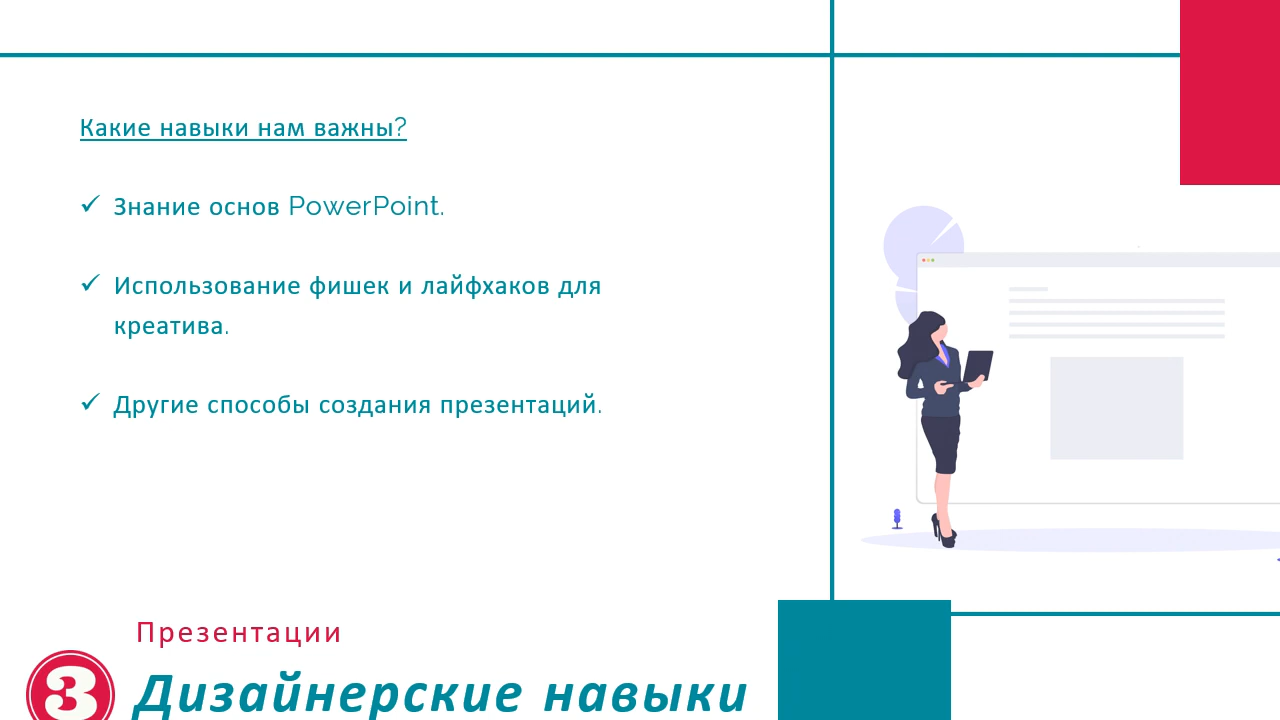 Какие навыки нам важны?
✓ Знание основ PowerPoint.
✓ Использование фишек и лайфхаков для
креатива.
✓ Другие способы создания презентаций.
Презентации
3 Дизайнерские навыки